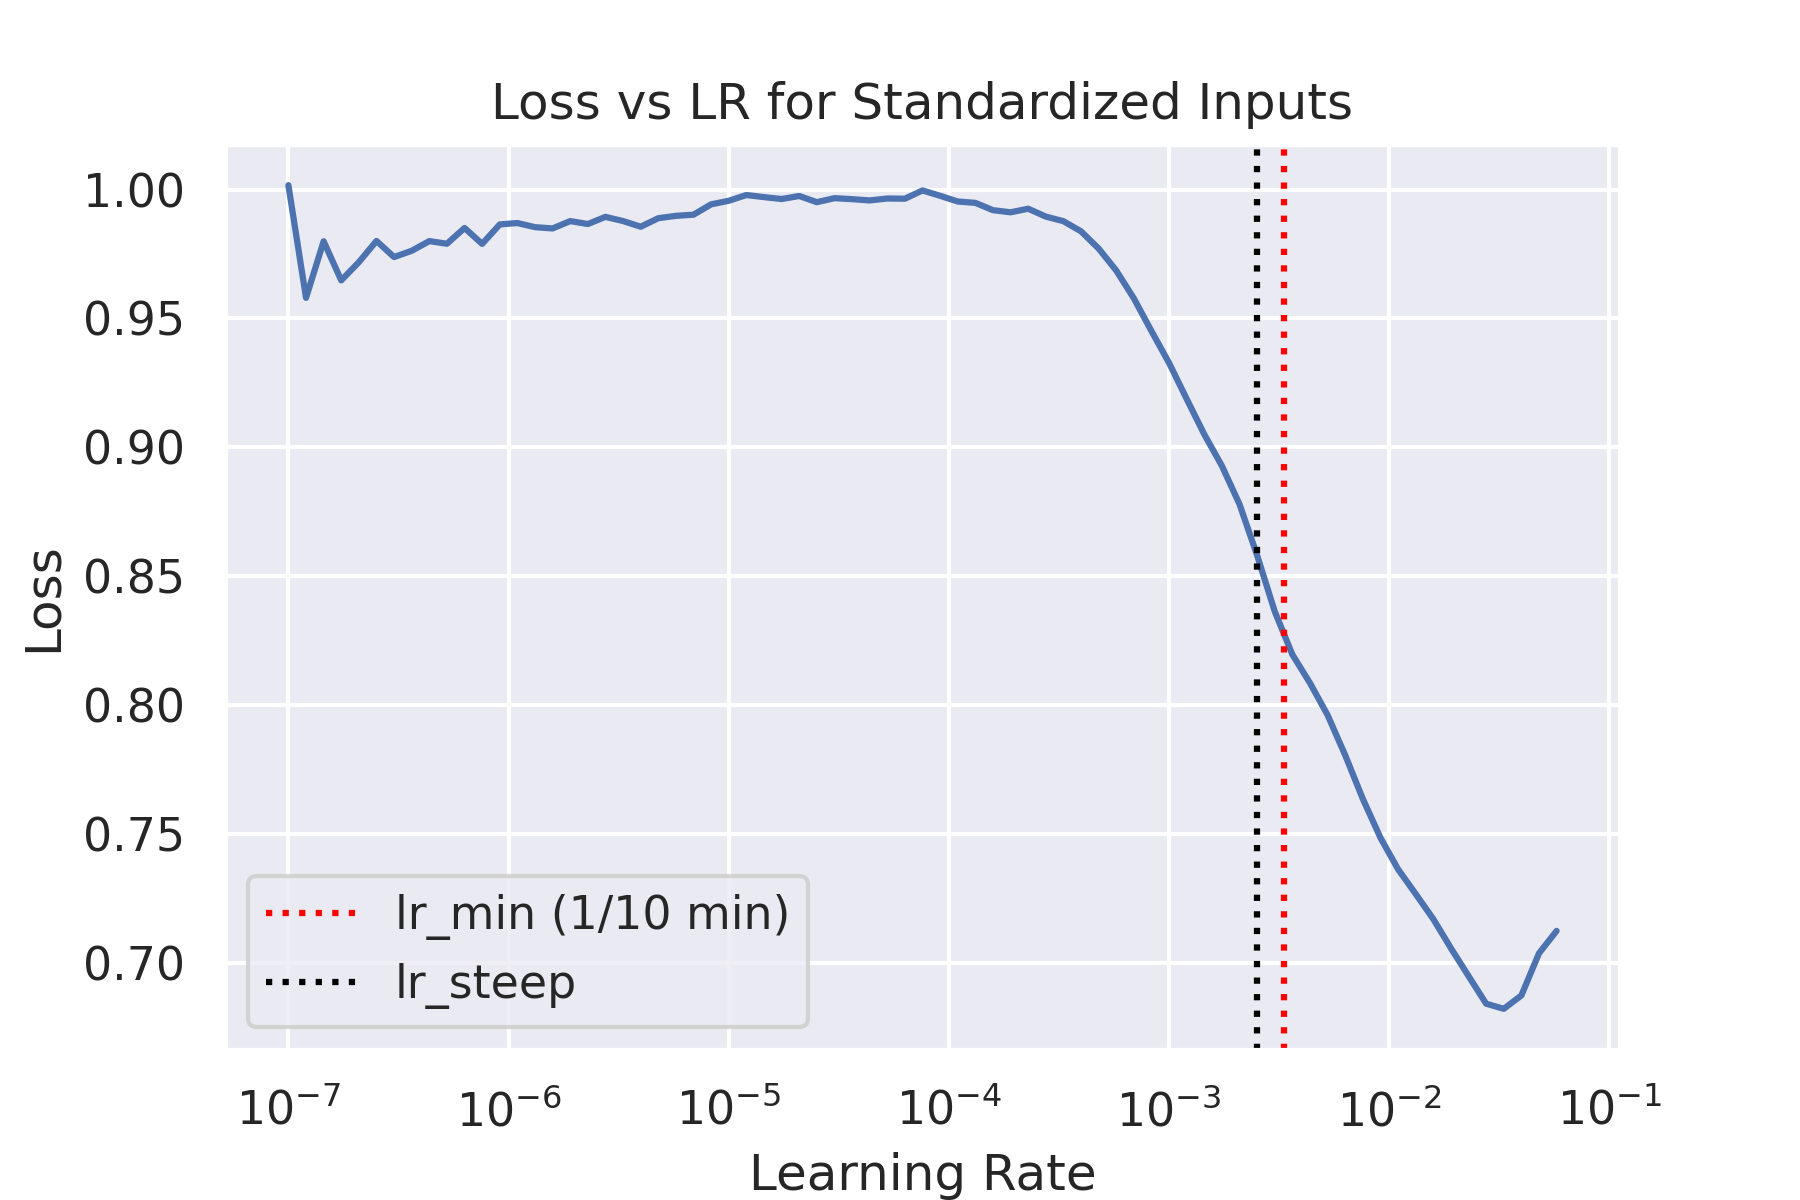 Loss vs LR for Standardized Inputs
1.00
0.95
0.90
0.85
0.80
0.75
0.70
Loss
lr_min (1/10 min)
lr_steep
10⁻⁷ 10⁻⁶ 10⁻⁵ 10⁻⁴ 10⁻³ 10⁻² 10⁻¹
Learning Rate